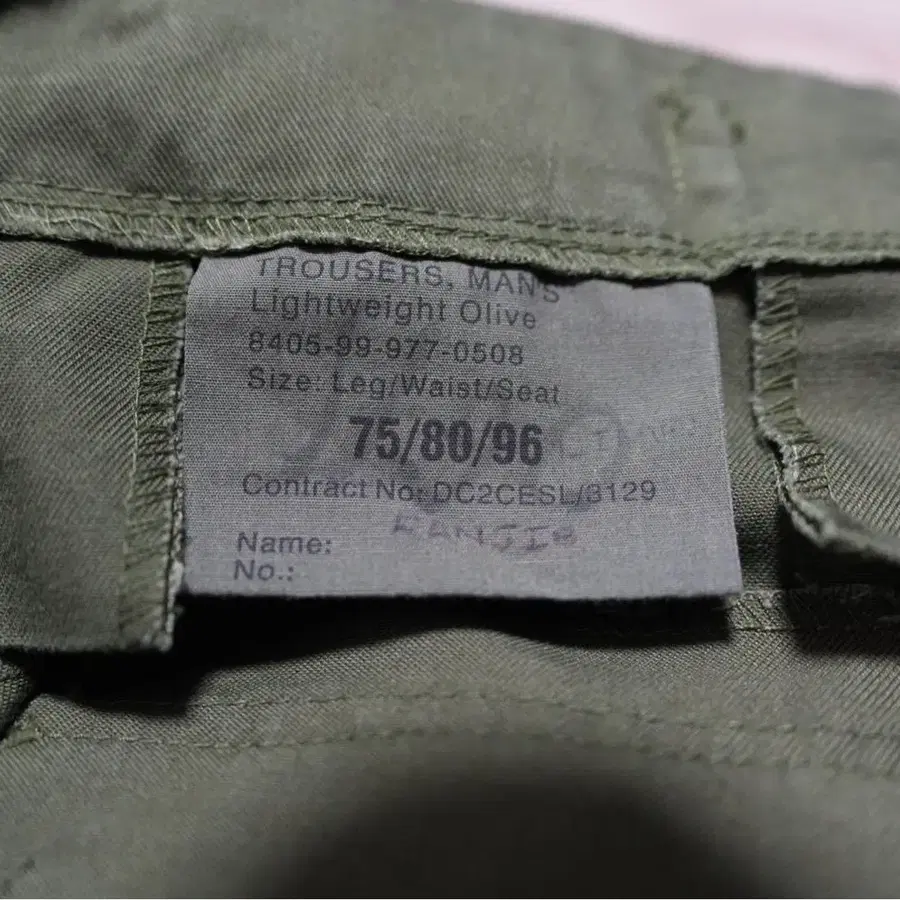 TROUSERS, MAN'S
Lightweight Olive
8405-99-977-0508
Size: Leg/Waist/Seat
75/80/96
Contract No: DC2CESL/3129
Name:
No.: